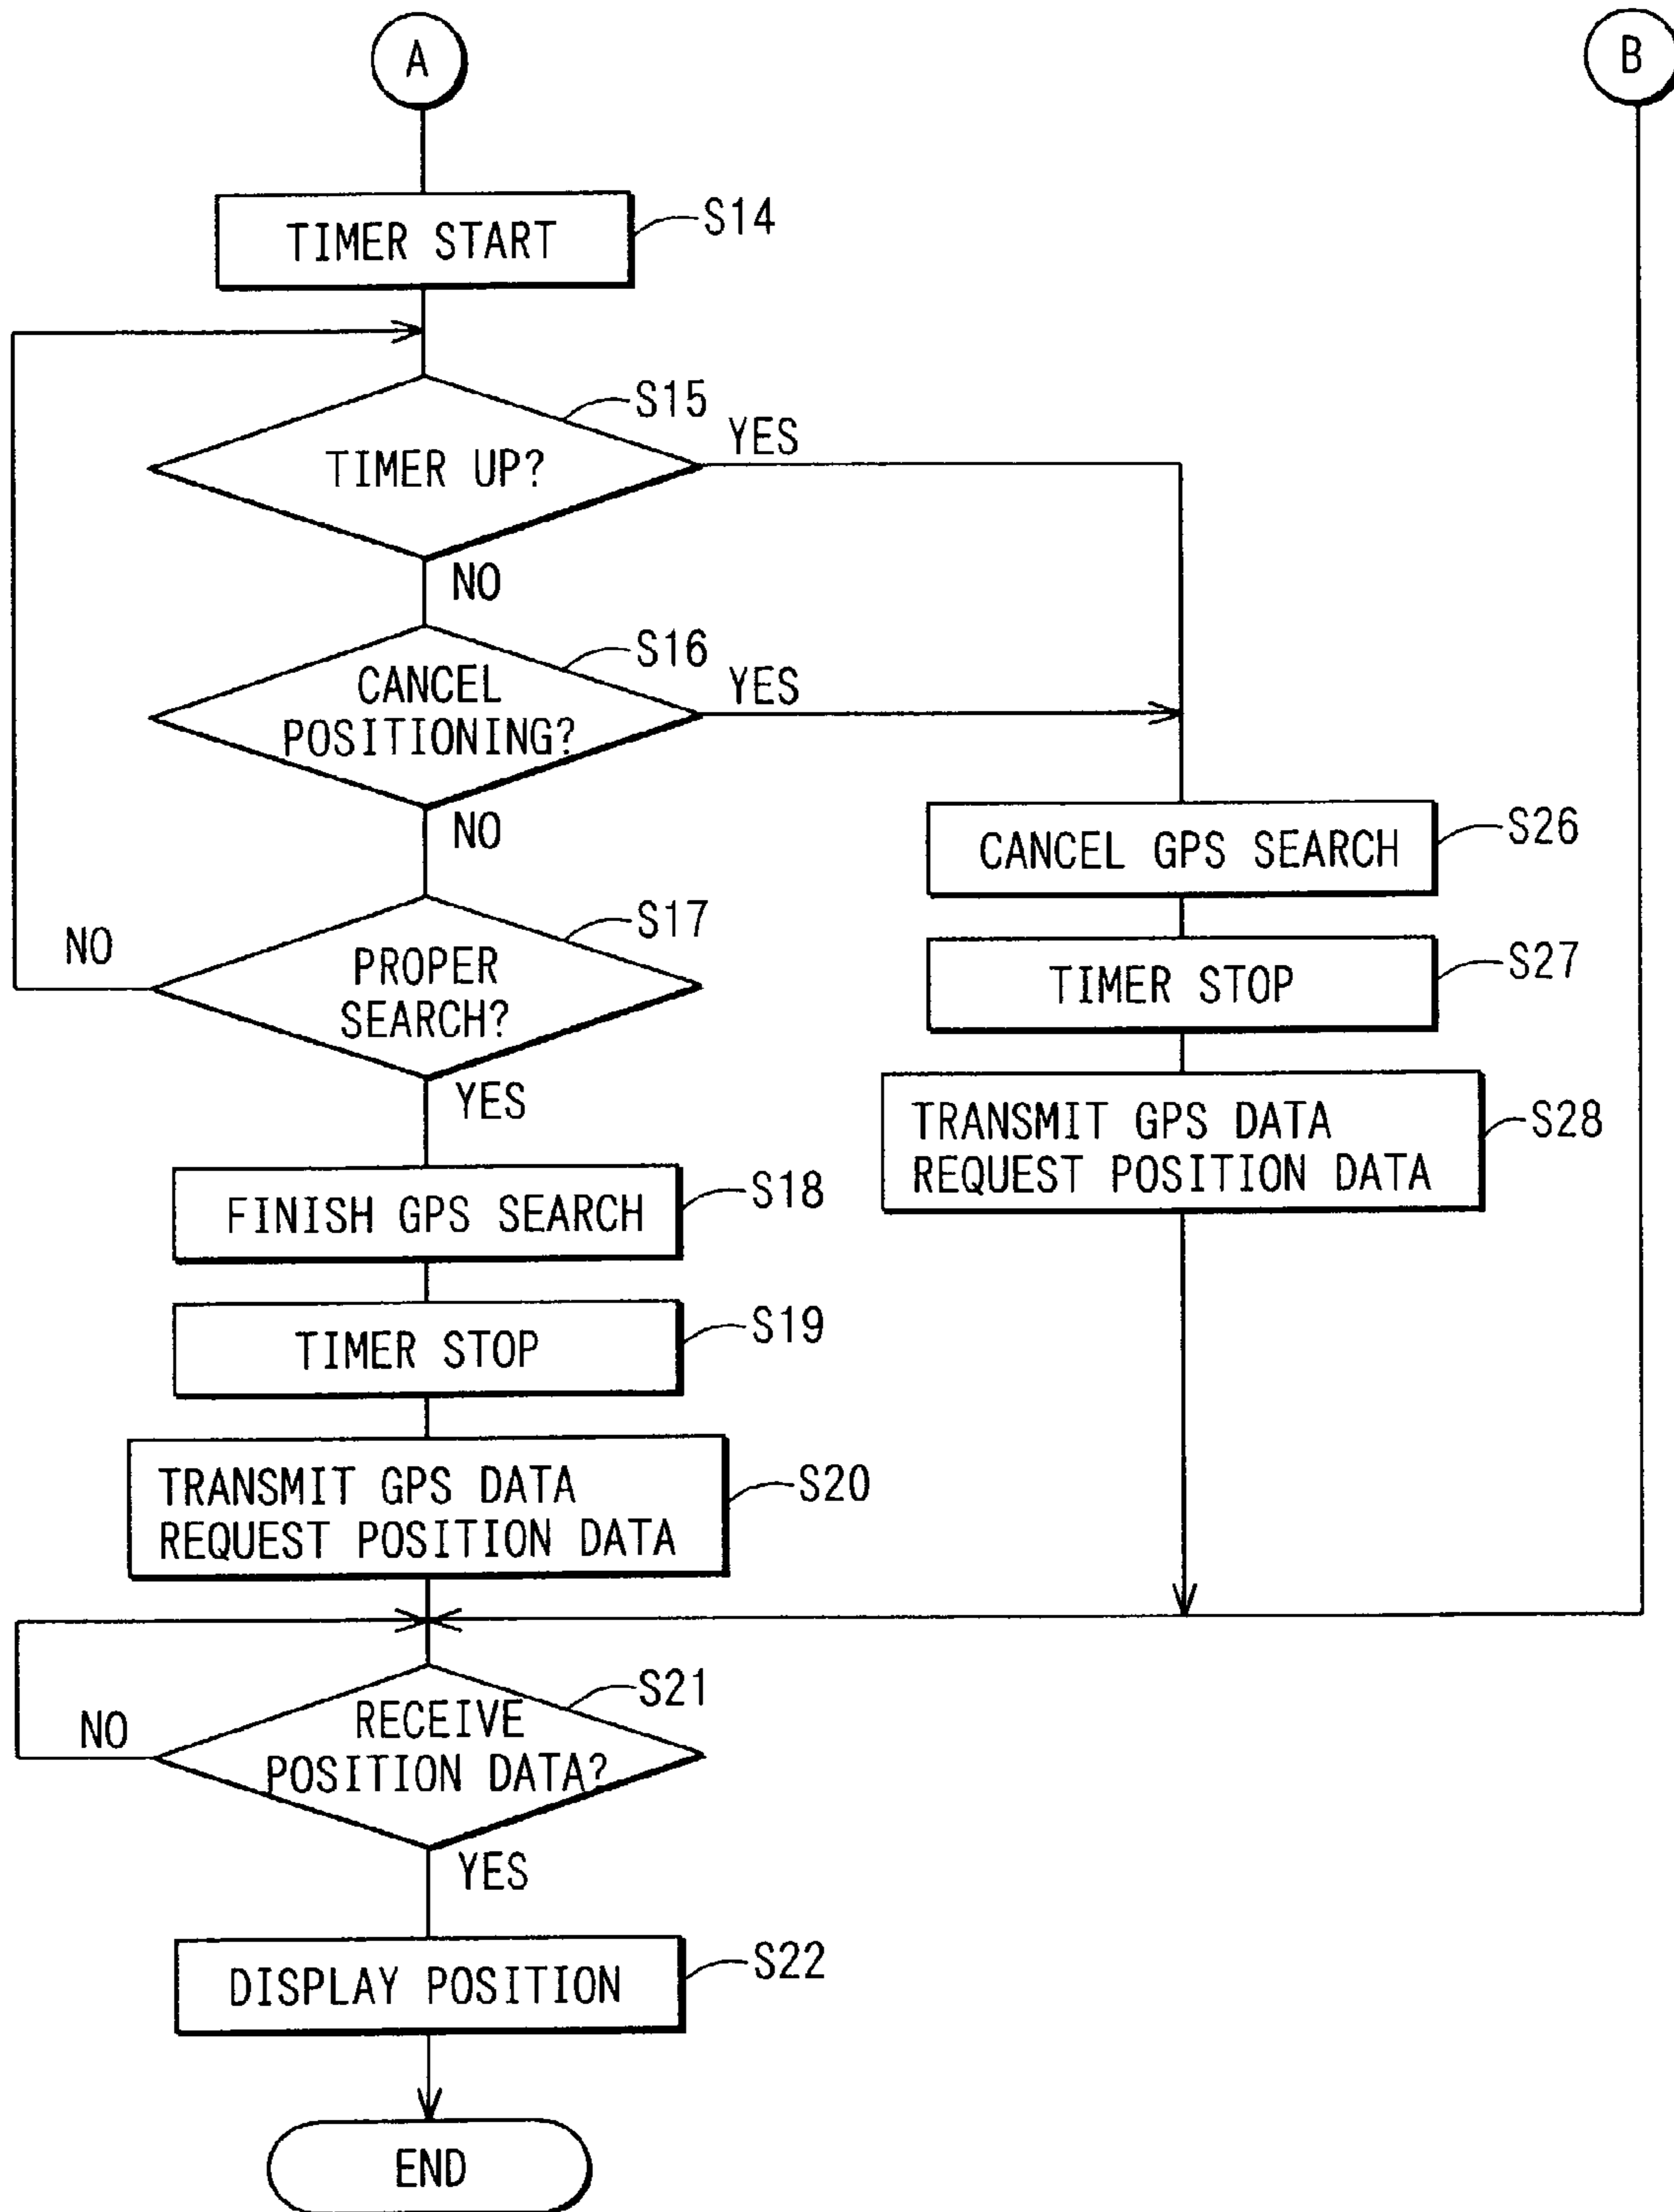 A
B
TIMER START
S14
S15
TIMER UP?
YES
NO
S16
CANCEL
POSITIONING?
YES
NO
S17
PROPER
SEARCH?
NO
YES
S26
CANCEL GPS SEARCH
S27
TIMER STOP
S28
TRANSMIT GPS DATA
REQUEST POSITION DATA
S18
FINISH GPS SEARCH
S19
TIMER STOP
S20
TRANSMIT GPS DATA
REQUEST POSITION DATA
S21
RECEIVE
POSITION DATA?
NO
YES
S22
DISPLAY POSITION
END